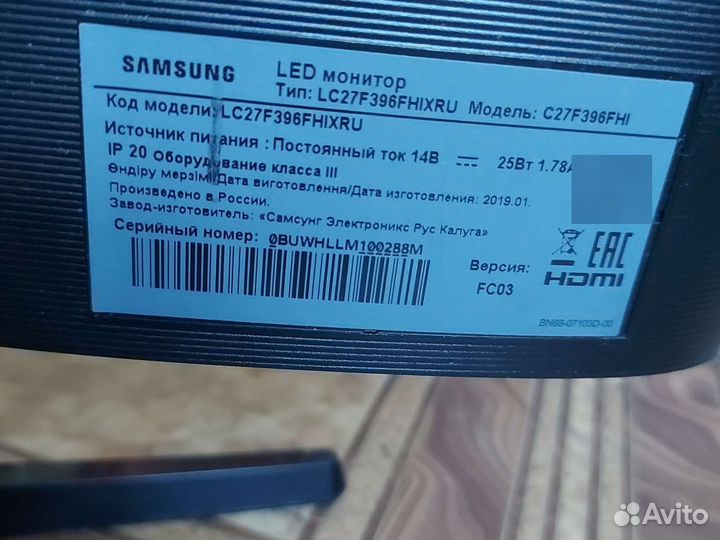 SAMSUNG
LED монитор
Тип: LC27F396FHIXRU Модель: C27F396FHI
Код модели: LC27F396FHIXRU
Источник питания : Постоянный ток 14В 25Вт 1.78A
IP 20 Оборудование класса III
Өндіру мерзімі/Дата виготовлення/Дата изготовления: 2019.01.
Произведено в России.
Завод-изготовитель: «Самсунг Электроникс Рус Калуга»
Серийный номер: 0BUWHLLM100288M
Версия:
FC03
EAC
HDMI
BN68-07103D-00
Avito